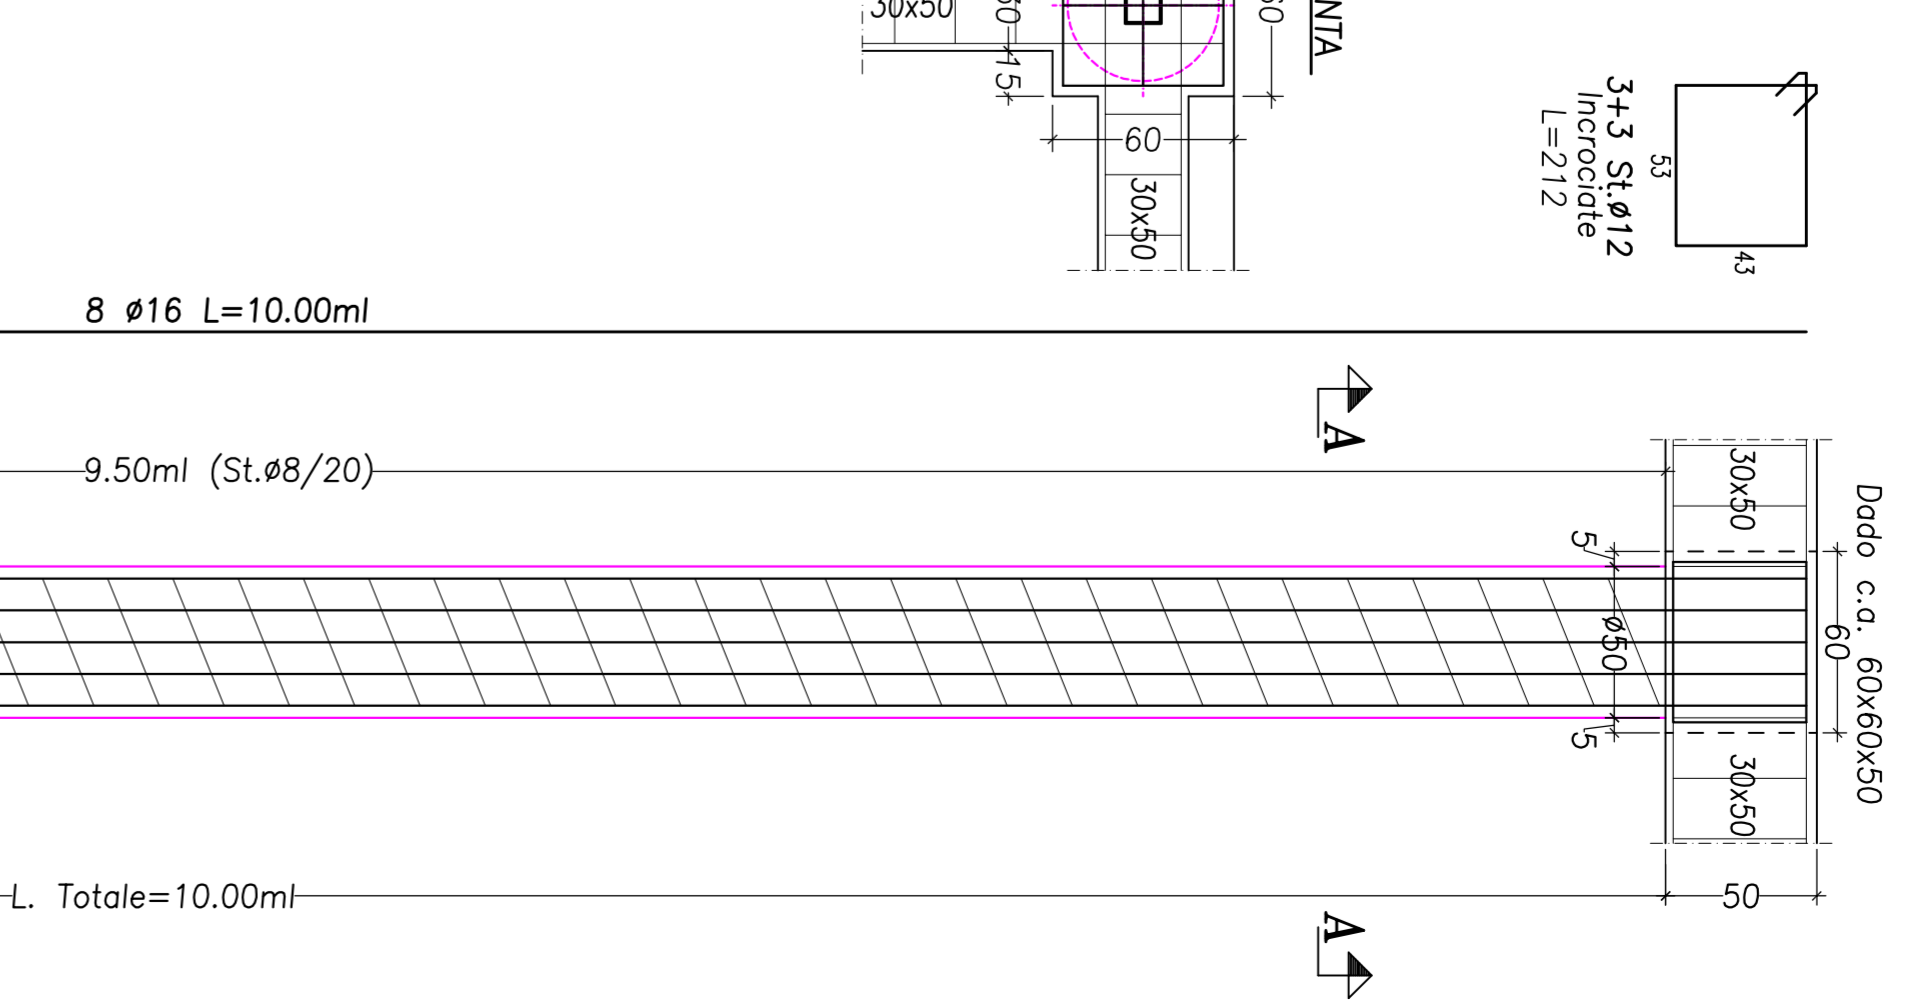 30x50
15
60
60
30x50
3+3 St.ø12
Incrociate
L=212
53
43
8 ø16 L=10.00ml
A
9.50ml (St.ø8/20)
30x50
5
ø50
5
60
Dado c.a. 60x60x50
30x50
L. Totale=10.00ml
50
A